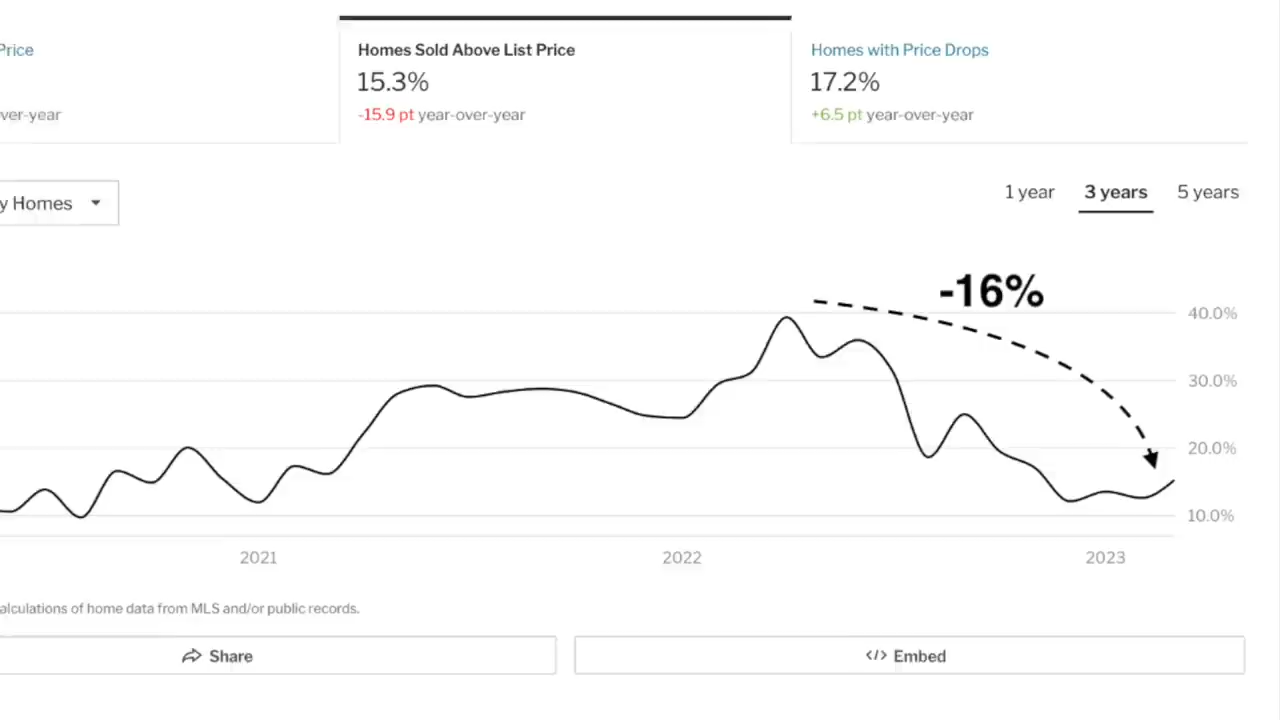 Price
Homes Sold Above List Price
Homes with Price Drops
15.3%
17.2%
ver-year
-15.9 pt year-over-year
+6.5 pt year-over-year
y Homes
1 year
3 years
5 years
-16%
40.0%
30.0%
20.0%
10.0%
2021
2022
2023
alculations of home data from MLS and/or public records.
Share
</> Embed